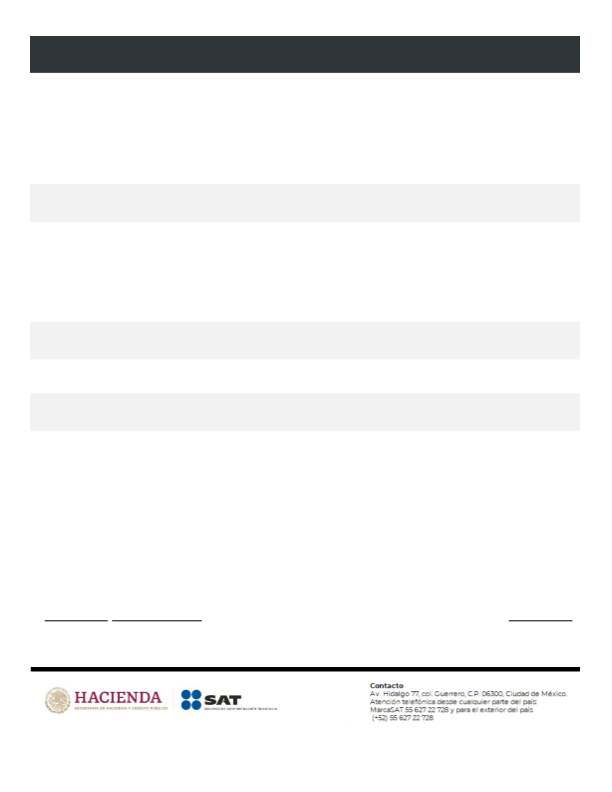 HACIENDA
SECRETARÍA DE HACIENDA Y CRÉDITO PÚBLICO
SAT
SERVICIO DE ADMINISTRACIÓN TRIBUTARIA
Contacto
Av. Hidalgo 77, col. Guerrero, C.P. 06300, Ciudad de México.
Atención telefónica desde cualquier parte del país:
MarcaSAT 55 627 22 728 y para el exterior del país
(+52) 55 627 22 728